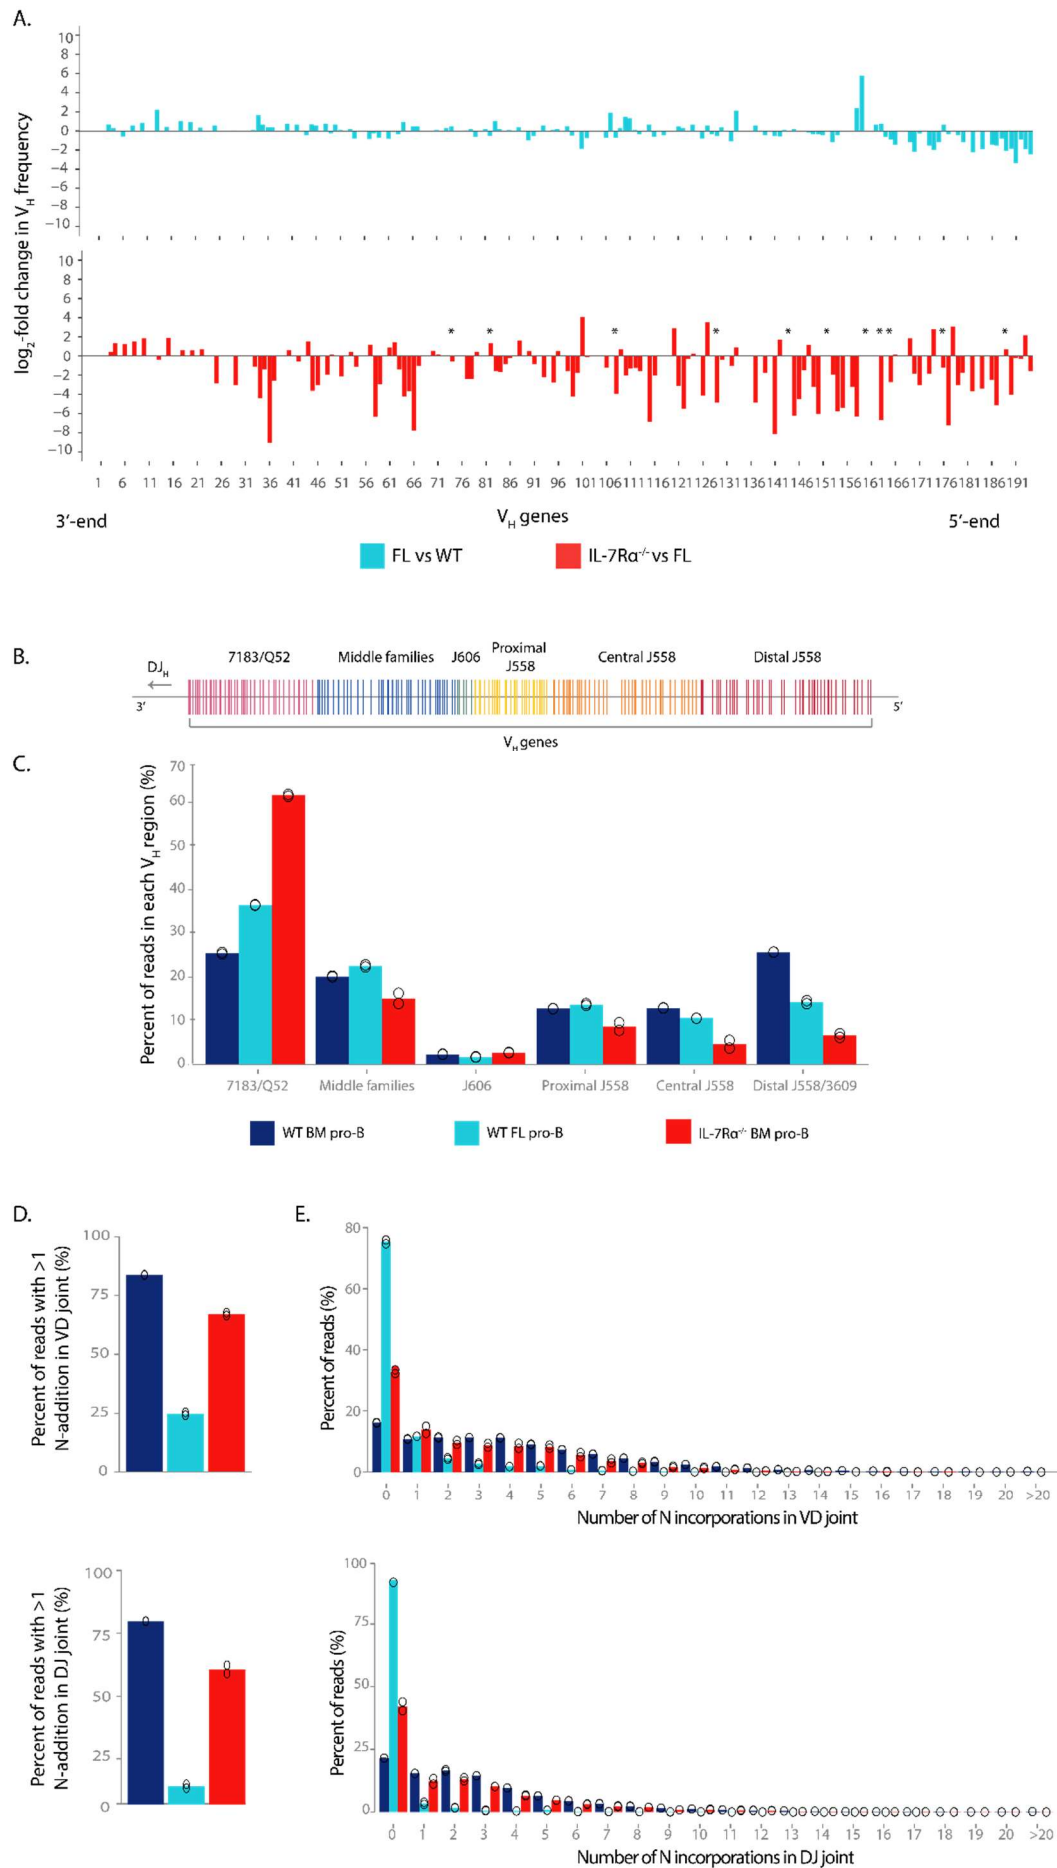 A.
log2-fold change in VH frequency
10
8
6
4
2
0
−2
−4
−6
−8
−10
10
8
6
4
2
0
−2
−4
−6
−8
−10
* * * * * * * * * *
1 6 11 16 21 26 31 36 41 46 51 56 61 66 71 76 81 86 91 96 101 106 111 116 121 126 131 136 141 146 151 156 161 166 171 176 181 186 191
3′-end VH genes 5′-end
FL vs WT IL-7Rα-/- vs FL
B.
DJH 7183/Q52 Middle families J606 Proximal J558 Central J558 Distal J558
3′ 5′
VH genes
C.
Percent of reads in each VH region (%)
70
60
50
40
30
20
10
0
7183/Q52 Middle families J606 Proximal J558 Central J558 Distal J558/3609
WT BM pro-B WT FL pro-B IL-7Rα-/- BM pro-B
D.
Percent of reads with >1
N-addition in VD joint (%)
100
75
50
25
0
E.
Percent of reads (%)
80
60
40
20
0
0 1 2 3 4 5 6 7 8 9 10 11 12 13 14 15 16 17 18 19 20 >20
Number of N incorporations in VD joint
Percent of reads with >1
N-addition in DJ joint (%)
100
75
50
25
0
Percent of reads (%)
100
75
50
25
0
0 1 2 3 4 5 6 7 8 9 10 11 12 13 14 15 16 17 18 19 20 >20
Number of N incorporations in DJ joint